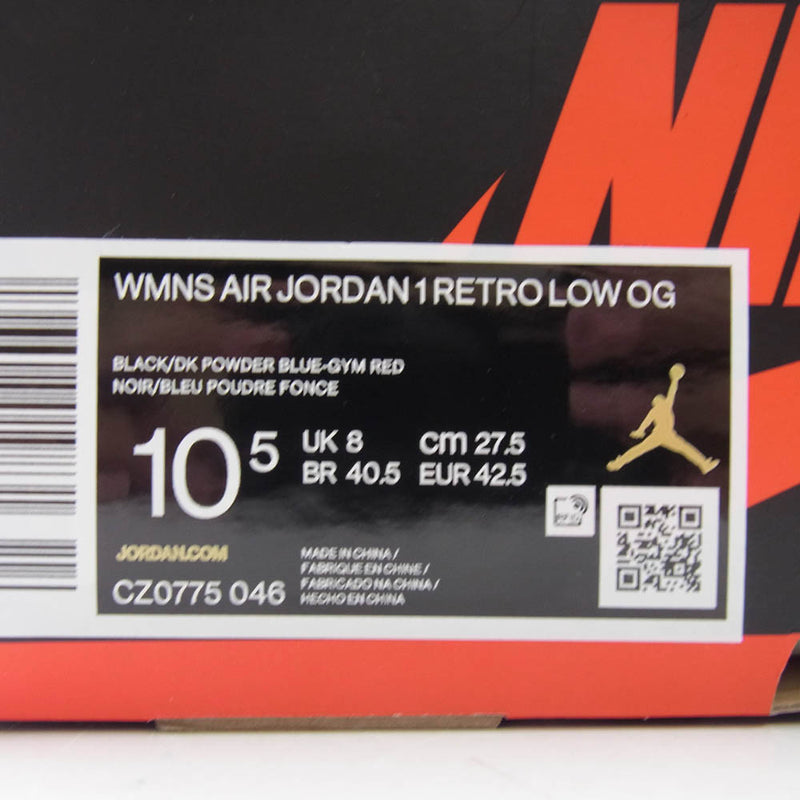 NI
WMNS AIR JORDAN 1 RETRO LOW OG
BLACK/DK POWDER BLUE-GYM RED
NOIR/BLEU POUDRE FONCE
10 5
UK 8 cm 27.5
BR 40.5 EUR 42.5
JORDAN.COM
CZ0775 046
MADE IN CHINA /
FABRIQUE EN CHINE /
FABRICADO NA CHINA /
HECHO EN CHINA